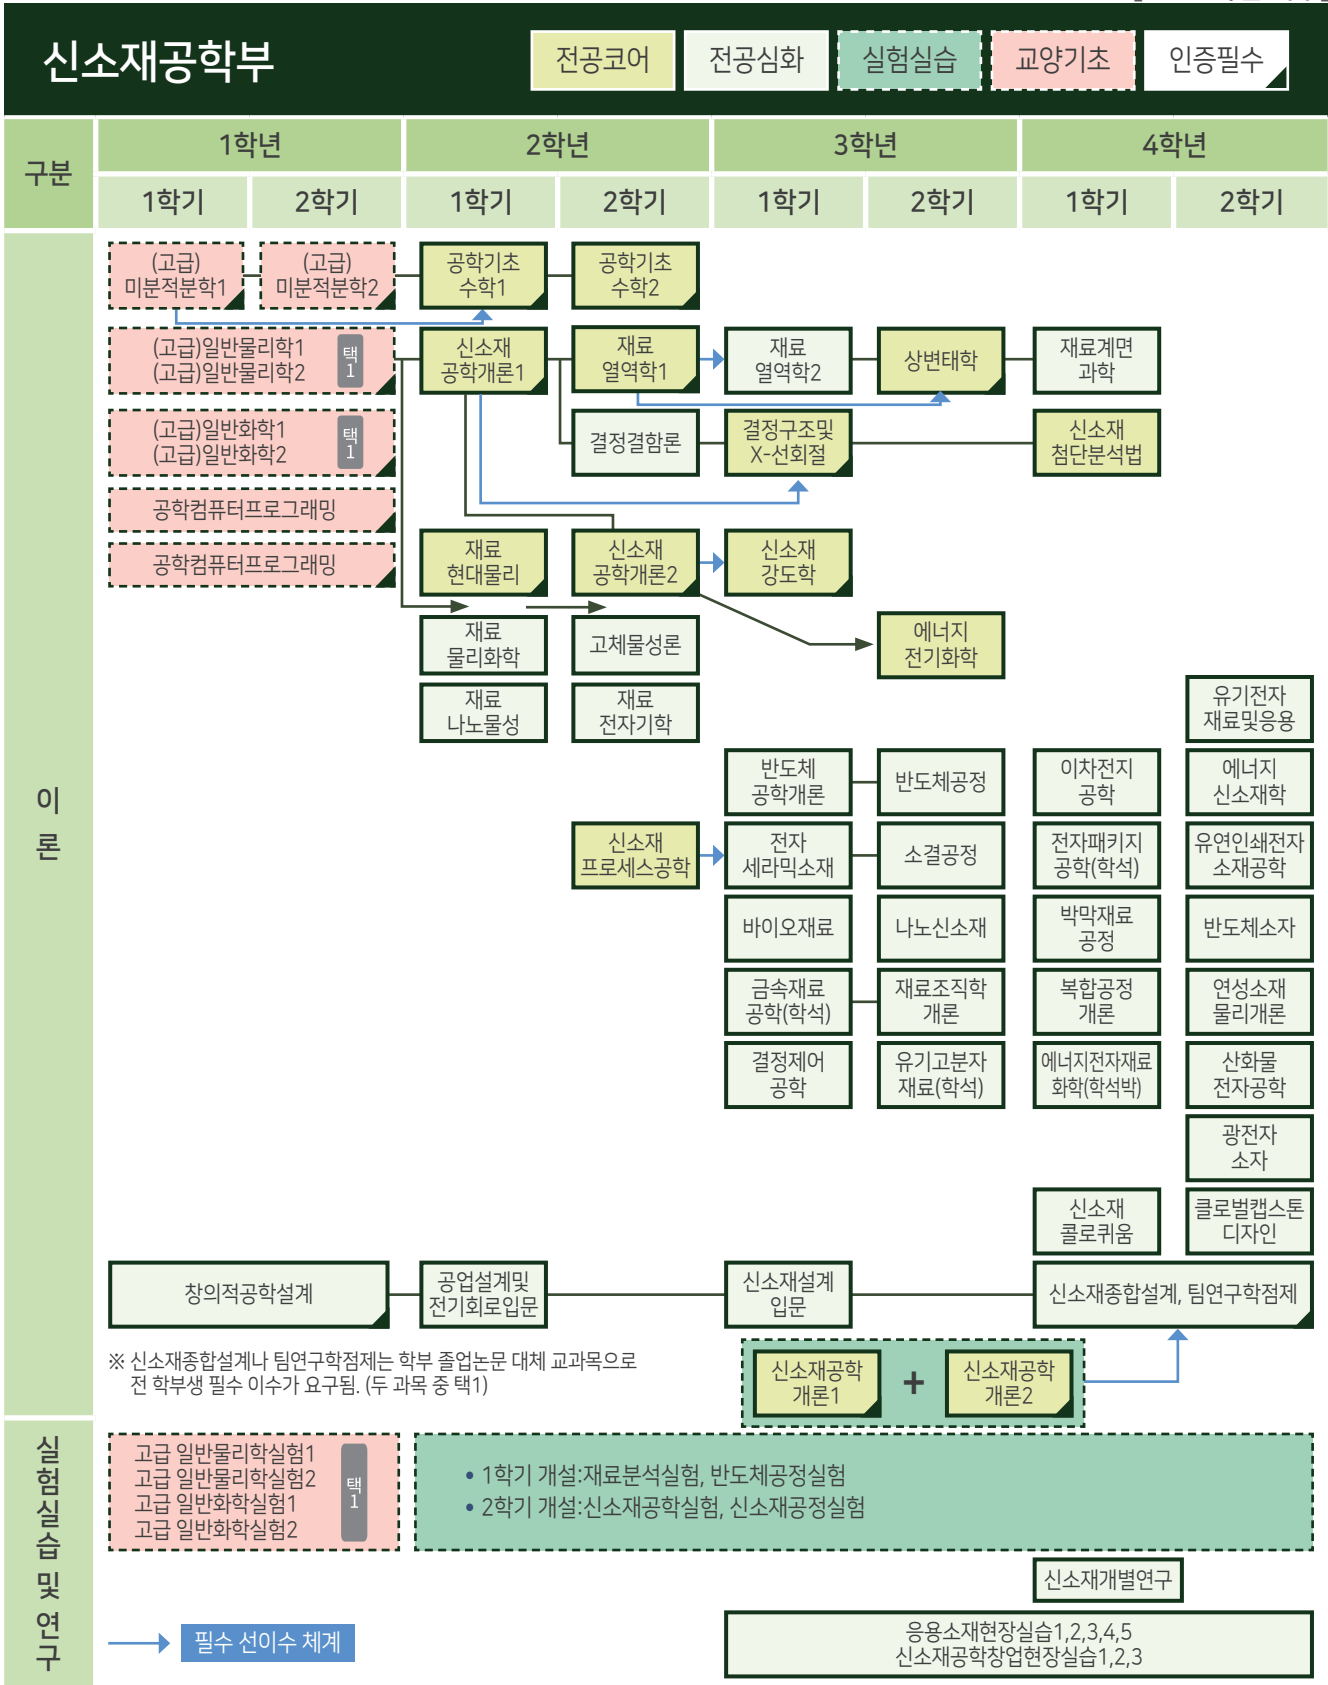 신소재공학부
전공코어
전공심화
실험실습
교양기초
인증필수
구분
1학년
2학년
3학년
4학년
1학기
2학기
1학기
2학기
1학기
2학기
1학기
2학기
이
론
(고급)
미분적분학1
(고급)
미분적분학2
공학기초
수학1
공학기초
수학2
(고급)일반물리학1
(고급)일반물리학2
택
1
신소재
공학개론1
재료
열역학1
재료
열역학2
상변태학
재료계면
과학
(고급)일반화학1
(고급)일반화학2
택
1
결정결함론
결정구조및
X-선회절
신소재
첨단분석법
공학컴퓨터프로그래밍
공학컴퓨터프로그래밍
재료
현대물리
신소재
공학개론2
신소재
강도학
재료
물리화학
고체물성론
에너지
전기화학
재료
나노물성
재료
전자기학
유기전자
재료및응용
반도체
공학개론
반도체공정
이차전지
공학
에너지
신소재학
신소재
프로세스공학
전자
세라믹소재
소결공정
전자패키지
공학(학석)
유연인쇄전자
소재공학
바이오재료
나노신소재
박막재료
공정
반도체소자
금속재료
공학(학석)
재료조직학
개론
복합공정
개론
연성소재
물리개론
결정제어
공학
유기고분자
재료(학석)
에너지전자재료
화학(학석박)
산화물
전자공학
광전자
소자
신소재
콜로퀴움
클로벌캡스톤
디자인
창의적공학설계
공업설계및
전기회로입문
신소재설계
입문
신소재종합설계, 팀연구학점제
※ 신소재종합설계나 팀연구학점제는 학부 졸업논문 대체 교과목으로
전 학부생 필수 이수가 요구됨. (두 과목 중 택1)
신소재공학
개론1
+
신소재공학
개론2
실
험
실
습
및
연
구
고급 일반물리학실험1
고급 일반물리학실험2
고급 일반화학실험1
고급 일반화학실험2
택
1
• 1학기 개설:재료분석실험, 반도체공정실험
• 2학기 개설:신소재공학실험, 신소재공정실험
신소재개별연구
필수 선이수 체계
응용소재현장실습1,2,3,4,5
신소재공학창업현장실습1,2,3